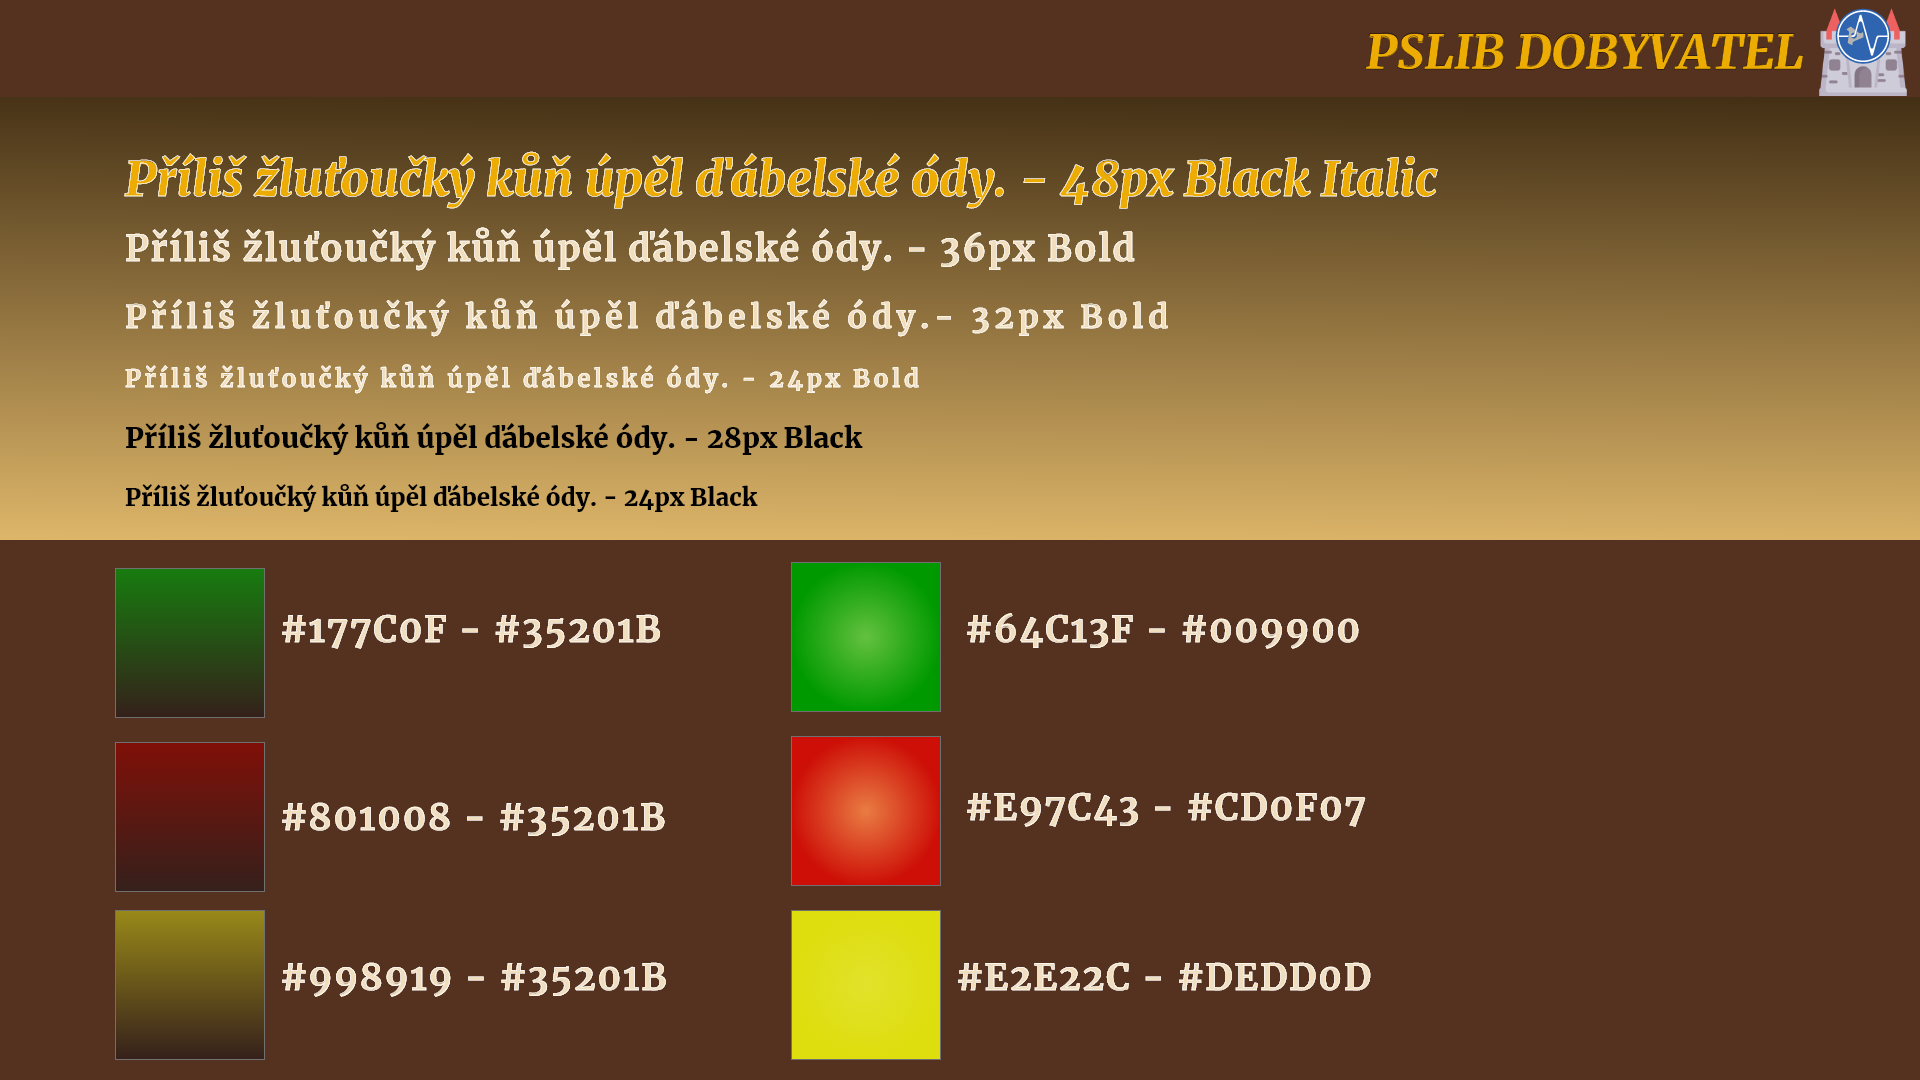 PSLIB DOBYVATEL
Příliš žluťoučký kůň úpěl ďábelské ódy. - 48px Black Italic
Příliš žluťoučký kůň úpěl ďábelské ódy. - 36px Bold
Příliš žluťoučký kůň úpěl ďábelské ódy.- 32px Bold
Příliš žluťoučký kůň úpěl ďábelské ódy. - 24px Bold
Příliš žluťoučký kůň úpěl ďábelské ódy. - 28px Black
Příliš žluťoučký kůň úpěl ďábelské ódy. - 24px Black
#177C0F - #35201B
#64C13F - #009900
#801008 - #35201B
#E97C43 - #CD0F07
#998919 - #35201B
#E2E22C - #DEDD0D